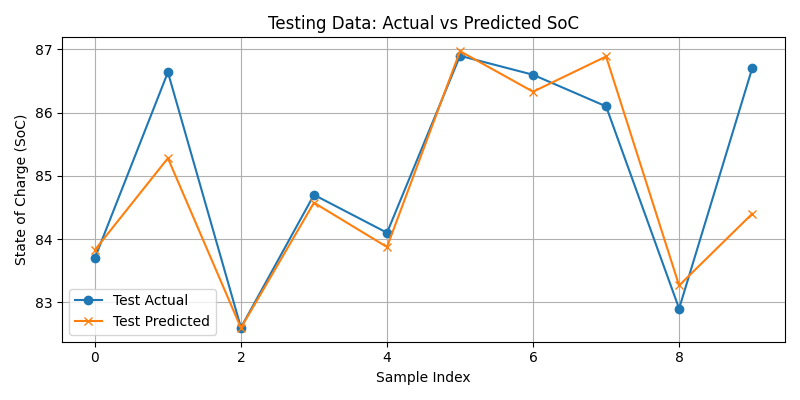 Testing Data: Actual vs Predicted SoC
87
86
85
84
83
State of Charge (SoC)
Test Actual
Test Predicted
0 2 4 6 8
Sample Index